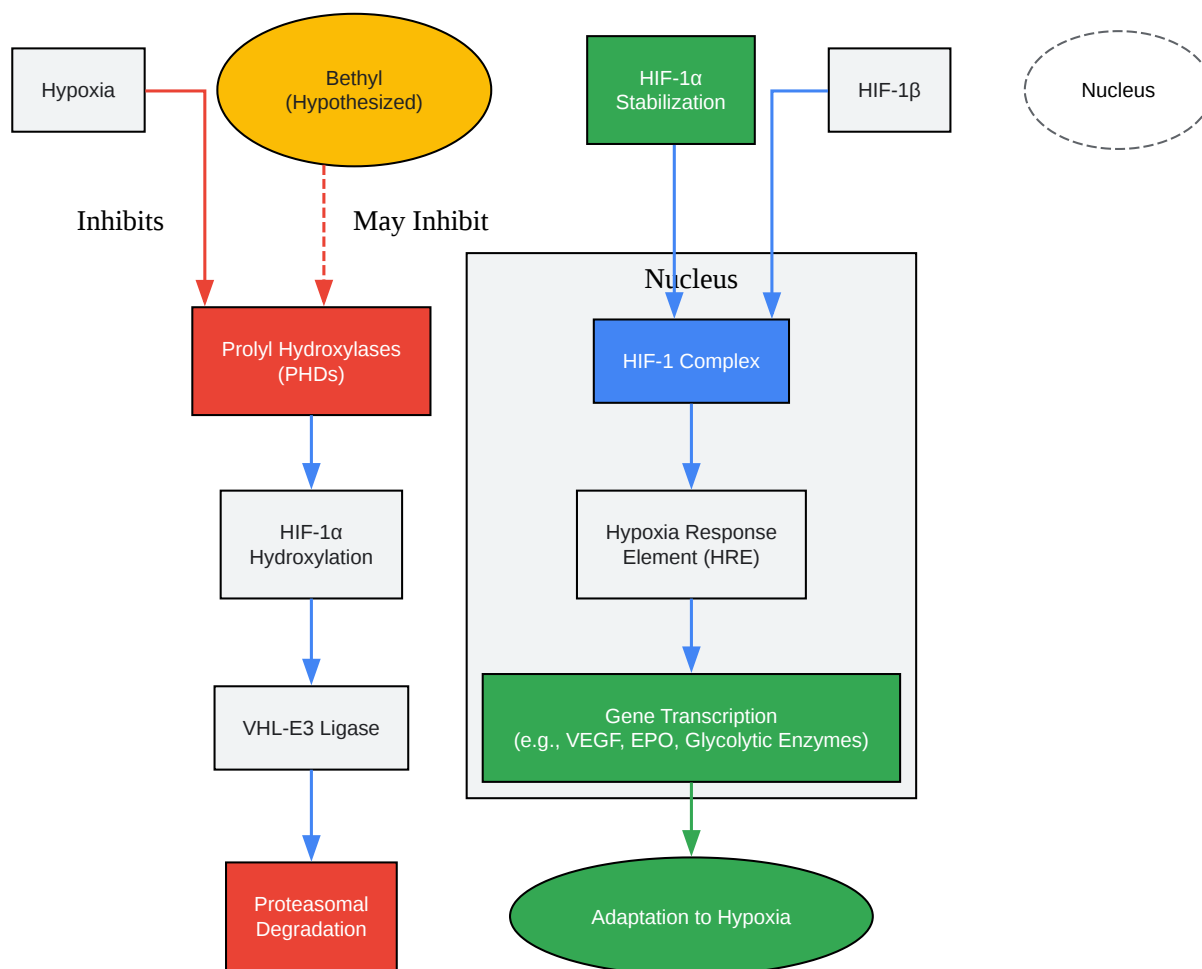 Hypoxia
Bethyl
(Hypothesized)
HIF-1α
Stabilization
HIF-1β
Nucleus
Inhibits
May Inhibit
Nucleus
Prolyl Hydroxylases
(PHDs)
HIF-1 Complex
HIF-1α
Hydroxylation
Hypoxia Response
Element (HRE)
VHL-E3 Ligase
Gene Transcription
(e.g., VEGF, EPO, Glycolytic Enzymes)
Proteasomal
Degradation
Adaptation to Hypoxia